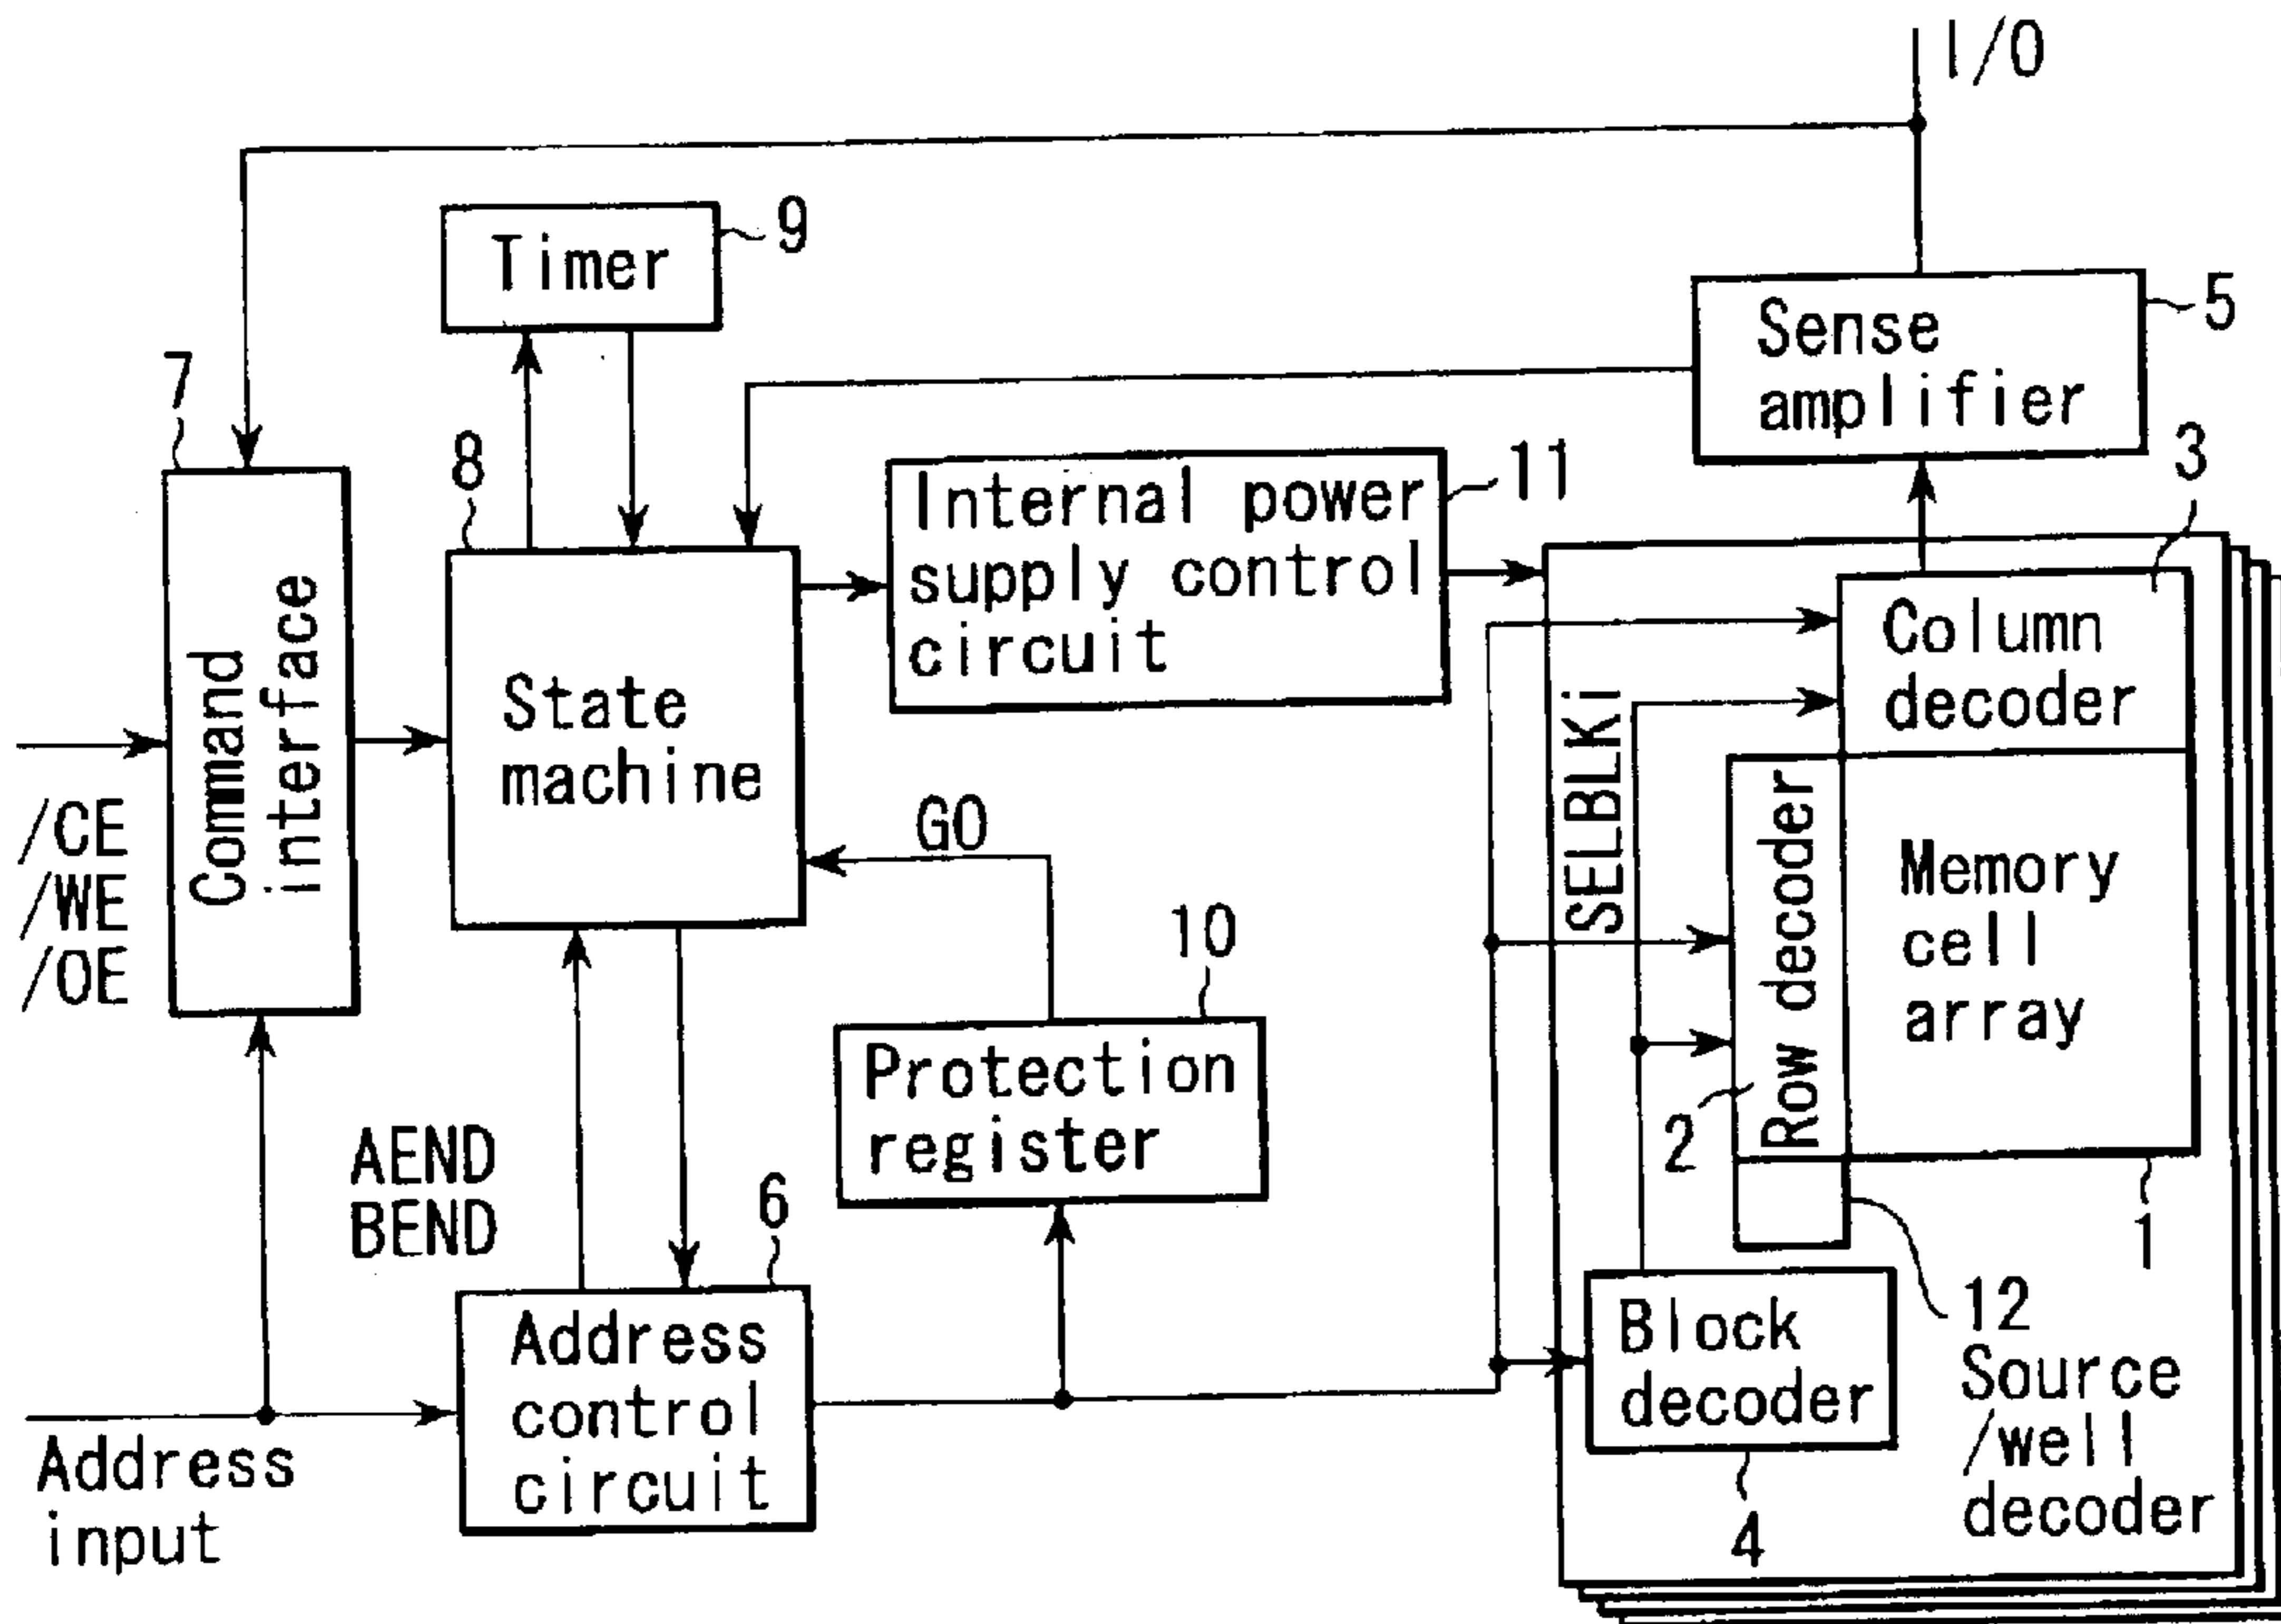 I/O
Timer
9
Sense
amplifier
5
7
Command
interface
8
State
machine
Internal power
supply control
circuit
11
3
Column
decoder
SELBLKi
Row decoder
2
Memory
cell
array
1
/CE
/WE
/OE
GO
10
Protection
register
AEND
BEND
6
Address
control
circuit
Address
input
Block
decoder
4
12
Source
/well
decoder